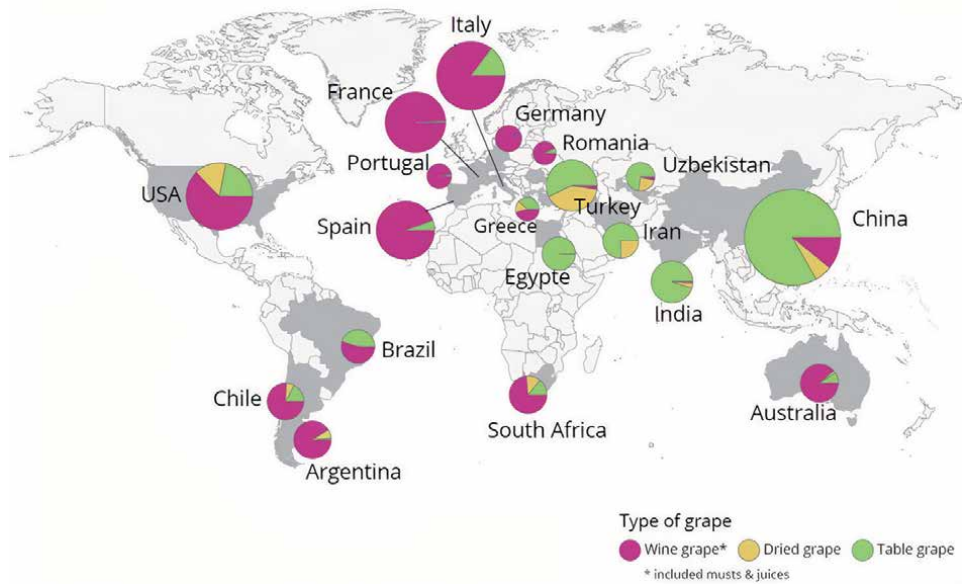 Italy
France
Germany
Romania
Portugal
Uzbekistan
USA
Turkey
China
Spain
Greece
Iran
Egypte
India
Brazil
Chile
Australia
South Africa
Argentina
Type of grape
Wine grape* Dried grape Table grape
* included musts & juices